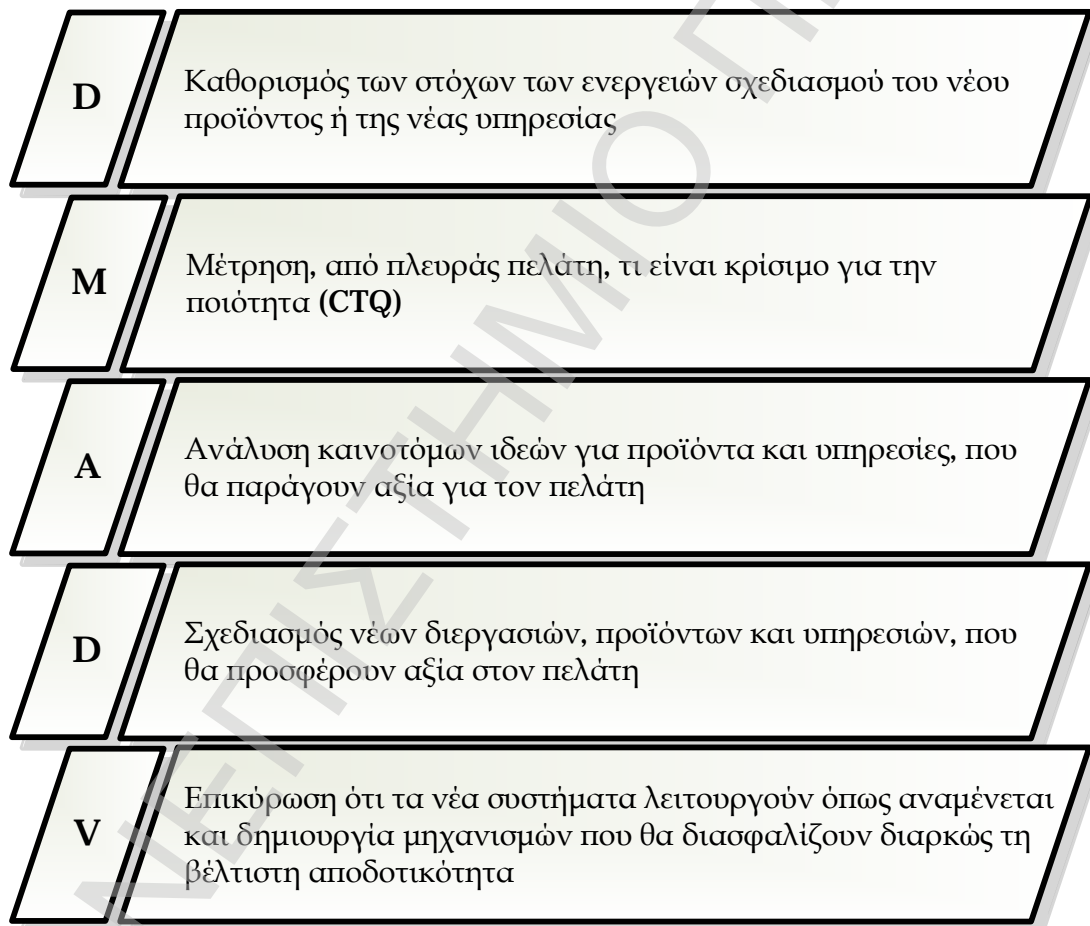 D
Καθορισμός των στόχων των ενεργειών σχεδιασμού του νέου
προϊόντος ή της νέας υπηρεσίας
M
Μέτρηση, από πλευράς πελάτη, τι είναι κρίσιμο για την
ποιότητα (CTQ)
A
Ανάλυση καινοτόμων ιδεών για προϊόντα και υπηρεσίες, που
θα παράγουν αξία για τον πελάτη
D
Σχεδιασμός νέων διεργασιών, προϊόντων και υπηρεσιών, που
θα προσφέρουν αξία στον πελάτη
V
Επικύρωση ότι τα νέα συστήματα λειτουργούν όπως αναμένεται
και δημιουργία μηχανισμών που θα διασφαλίζουν διαρκώς τη
βέλτιστη αποδοτικότητα
ΝΕΠΙΣΤΗΜΙΟ Π